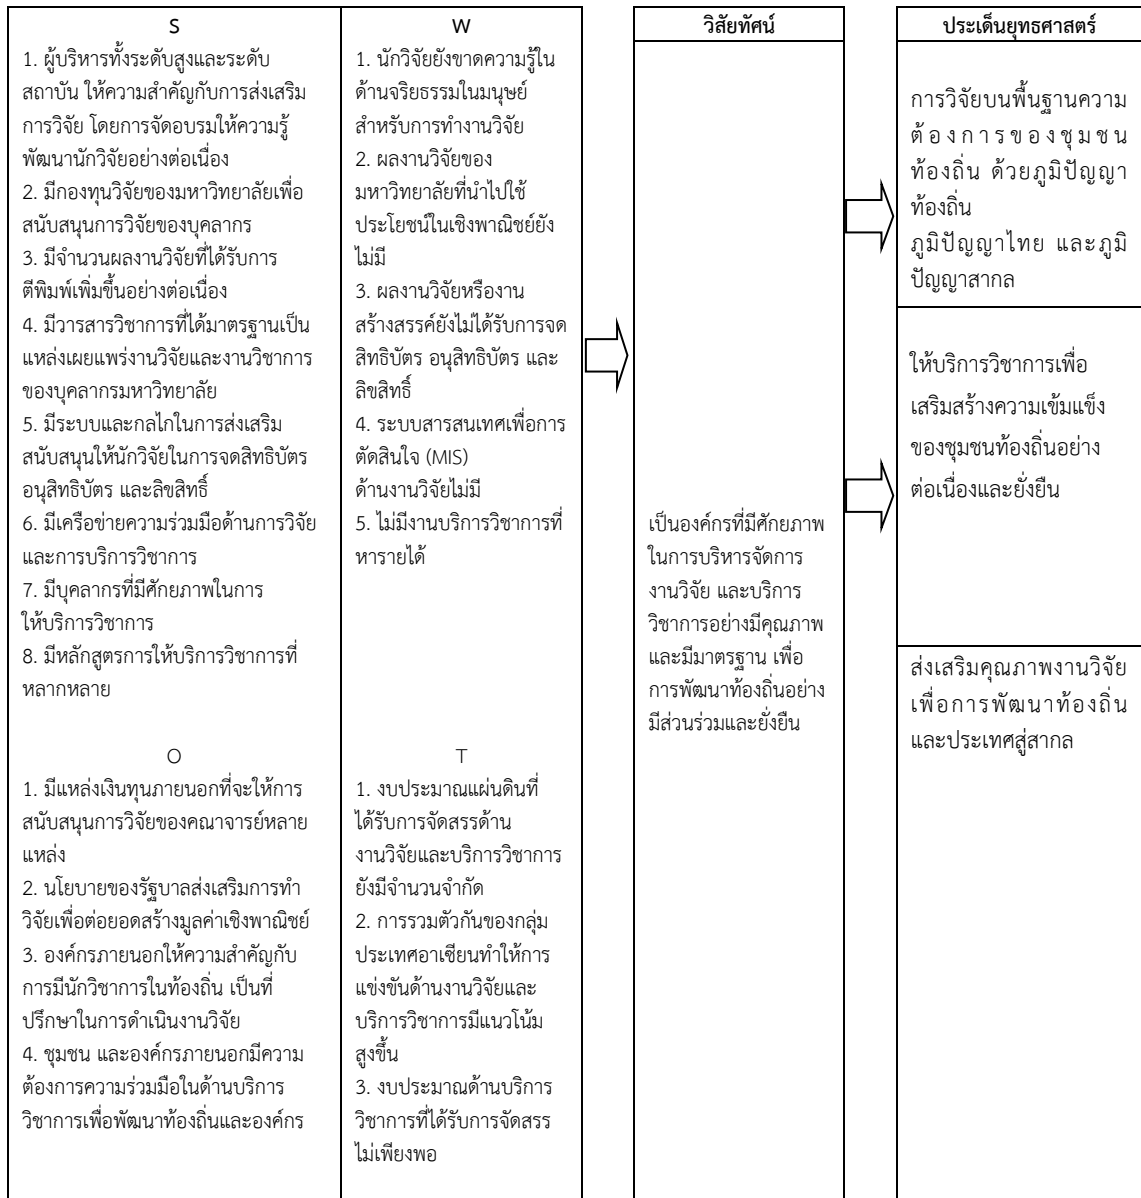 S
1. ผู้บริหารทั้งระดับสูงและระดับ
สถาบัน ให้ความสำคัญกับการส่งเสริม
การวิจัย โดยการจัดอบรมให้ความรู้
พัฒนานักวิจัยอย่างต่อเนื่อง
2. มีกองทุนวิจัยของมหาวิทยาลัยเพื่อ
สนับสนุนการวิจัยของบุคลากร
3. มีจำนวนผลงานวิจัยที่ได้รับการ
ตีพิมพ์เพิ่มขึ้นอย่างต่อเนื่อง
4. มีวารสารวิชาการที่ได้มาตรฐานเป็น
แหล่งเผยแพร่งานวิจัยและงานวิชาการ
ของบุคลากรมหาวิทยาลัย
5. มีระบบและกลไกในการส่งเสริม
สนับสนุนให้นักวิจัยในการจดสิทธิบัตร
อนุสิทธิบัตร และลิขสิทธิ์
6. มีเครือข่ายความร่วมมือด้านการวิจัย
และการบริการวิชาการ
7. มีบุคลากรที่มีศักยภาพในการ
ให้บริการวิชาการ
8. มีหลักสูตรการให้บริการวิชาการที่
หลากหลาย
W
1. นักวิจัยยังขาดความรู้ใน
ด้านจริยธรรมในมนุษย์
สำหรับการทำงานวิจัย
2. ผลงานวิจัยของ
มหาวิทยาลัยที่นำไปใช้
ประโยชน์ในเชิงพาณิชย์ยัง
ไม่มี
3. ผลงานวิจัยหรืองาน
สร้างสรรค์ยังไม่ได้รับการจด
สิทธิบัตร อนุสิทธิบัตร และ
ลิขสิทธิ์
4. ระบบสารสนเทศเพื่อการ
ตัดสินใจ (MIS)
ด้านงานวิจัยไม่มี
5. ไม่มีงานบริการวิชาการที่
หารายได้
O
1. มีแหล่งเงินทุนภายนอกที่จะให้การ
สนับสนุนการวิจัยของคณาจารย์หลาย
แหล่ง
2. นโยบายของรัฐบาลส่งเสริมการทำ
วิจัยเพื่อต่อยอดสร้างมูลค่าเชิงพาณิชย์
3. องค์กรภายนอกให้ความสำคัญกับ
การมีนักวิชาการในท้องถิ่น เป็นที่
ปรึกษาในการดำเนินงานวิจัย
4. ชุมชน และองค์กรภายนอกมีความ
ต้องการความร่วมมือในด้านบริการ
วิชาการเพื่อพัฒนาท้องถิ่นและองค์กร
T
1. งบประมาณแผ่นดินที่
ได้รับการจัดสรรด้าน
งานวิจัยและบริการวิชาการ
ยังมีจำนวนจำกัด
2. การรวมตัวกันของกลุ่ม
ประเทศอาเซียนทำให้การ
แข่งขันด้านงานวิจัยและ
บริการวิชาการมีแนวโน้ม
สูงขึ้น
3. งบประมาณด้านบริการ
วิชาการที่ได้รับการจัดสรร
ไม่เพียงพอ
วิสัยทัศน์
เป็นองค์กรที่มีศักยภาพ
ในการบริหารจัดการ
งานวิจัย และบริการ
วิชาการอย่างมีคุณภาพ
และมีมาตรฐาน เพื่อ
การพัฒนาท้องถิ่นอย่าง
มีส่วนร่วมและยั่งยืน
ประเด็นยุทธศาสตร์
การวิจัยบนพื้นฐานความ
ต้องการของชุมชน
ท้องถิ่น ด้วยภูมิปัญญา
ท้องถิ่น
ภูมิปัญญาไทย และภูมิ
ปัญญาสากล
ให้บริการวิชาการเพื่อ
เสริมสร้างความเข้มแข็ง
ของชุมชนท้องถิ่นอย่าง
ต่อเนื่องและยั่งยืน
ส่งเสริมคุณภาพงานวิจัย
เพื่อการพัฒนาท้องถิ่น
และประเทศสู่สากล